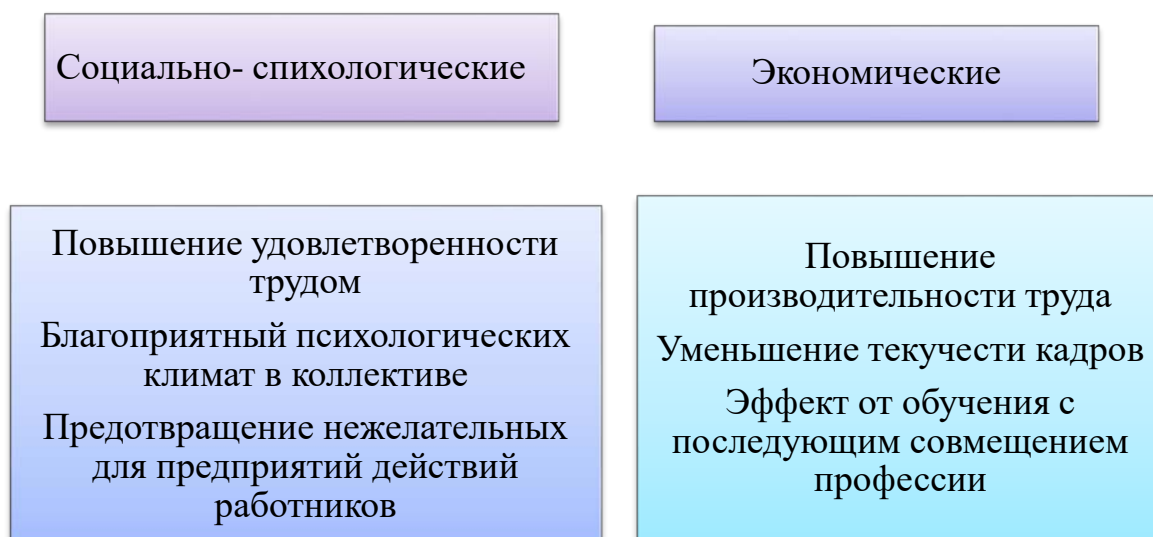 Социально- спихологические
Экономические
Повышение удовлетворенности
трудом
Благоприятный психологических
климат в коллективе
Предотвращение нежелательных
для предприятий действий
работников
Повышение
производительности труда
Уменьшение текучести кадров
Эффект от обучения с
последующим совмещением
профессии